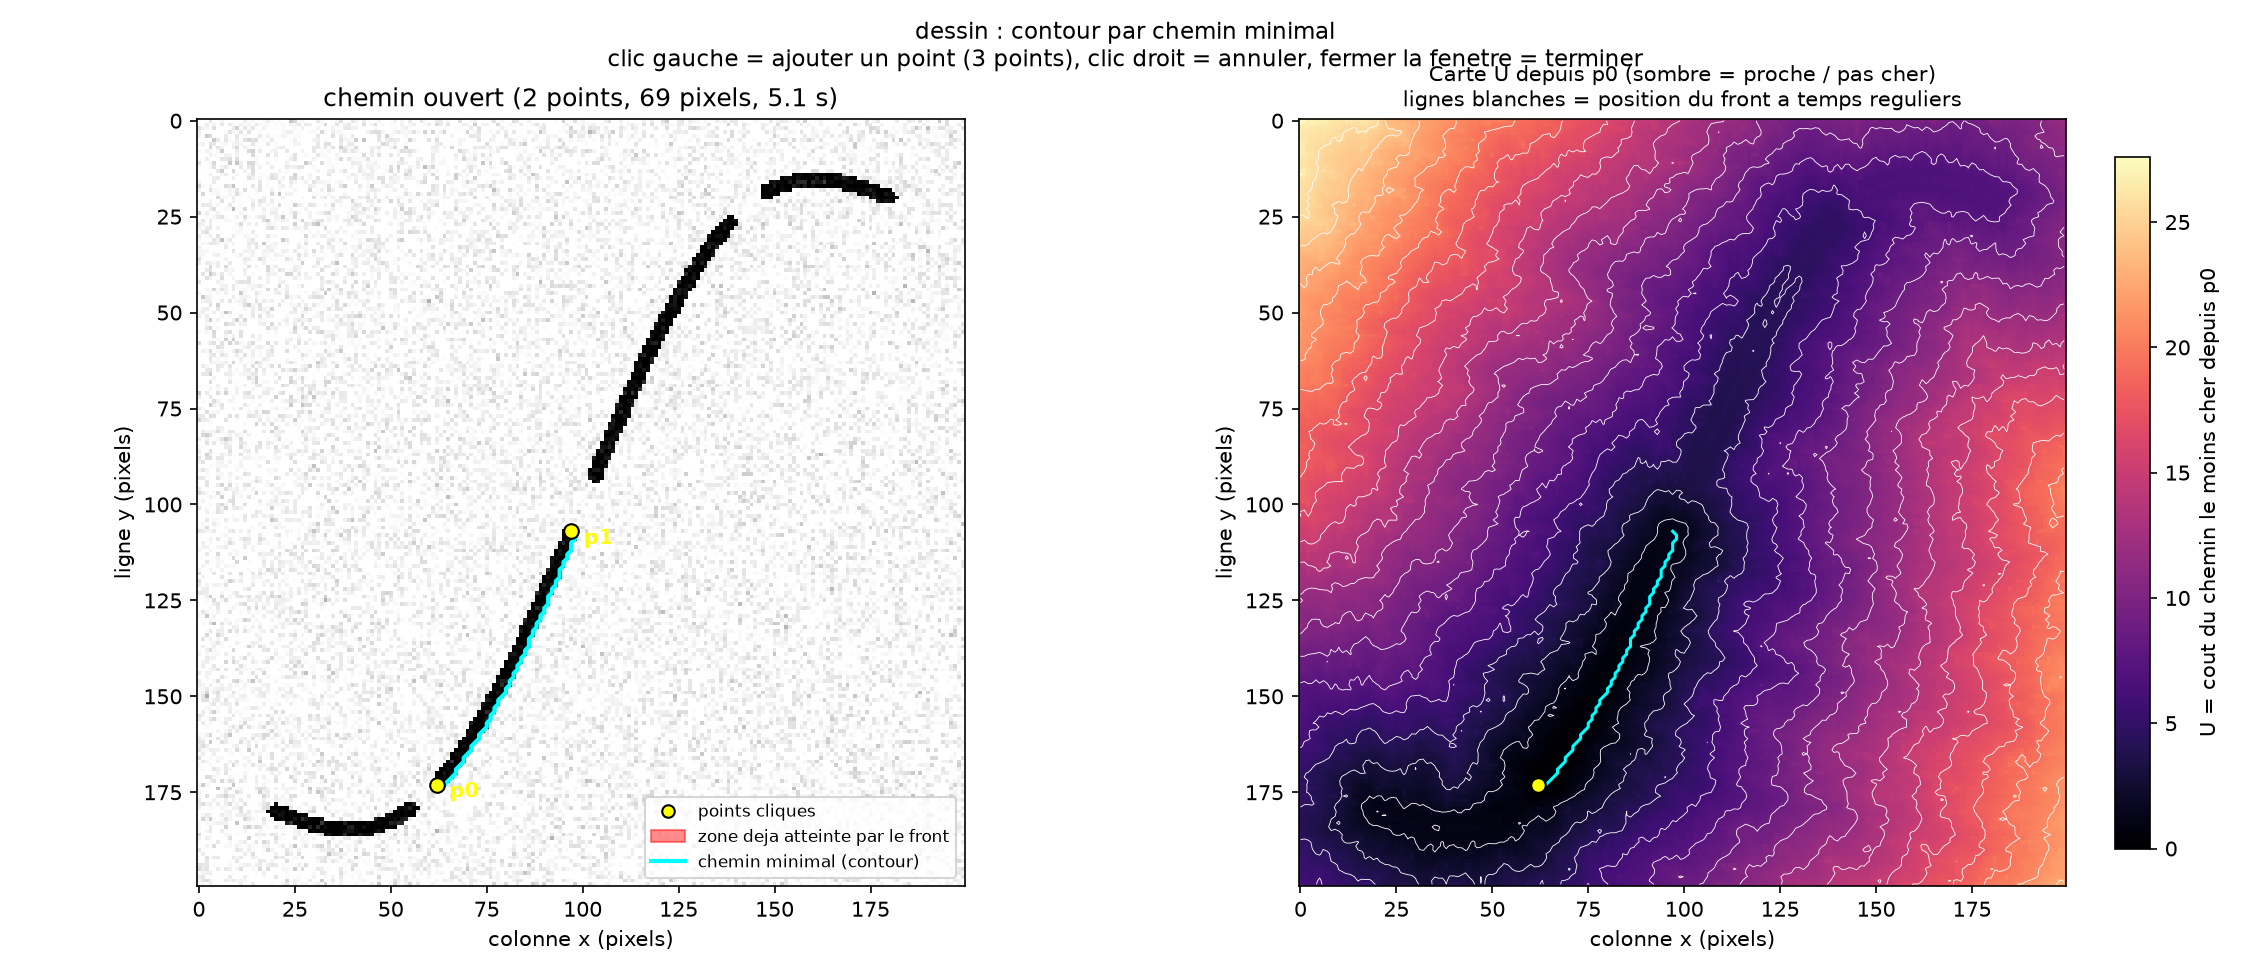 dessin : contour par chemin minimal
clic gauche = ajouter un point (3 points), clic droit = annuler, fermer la fenetre = terminer
chemin ouvert (2 points, 69 pixels, 5.1 s)
0
25
50
75
100
125
150
175
ligne y (pixels)
p1
p0
points cliques
zone deja atteinte par le front
chemin minimal (contour)
0 25 50 75 100 125 150 175
colonne x (pixels)
Carte U depuis p0 (sombre = proche / pas cher)
lignes blanches = position du front a temps reguliers
0
25
50
75
100
125
150
175
ligne y (pixels)
0 25 50 75 100 125 150 175
colonne x (pixels)
25
20
15
10
5
0
U = cout du chemin le moins cher depuis p0